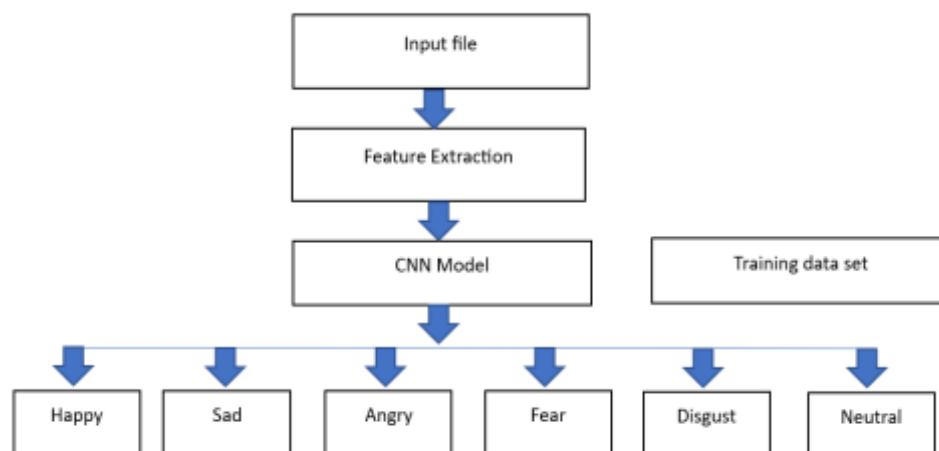 Input file
Feature Extraction
CNN Model
Training data set
Happy
Sad
Angry
Fear
Disgust
Neutral